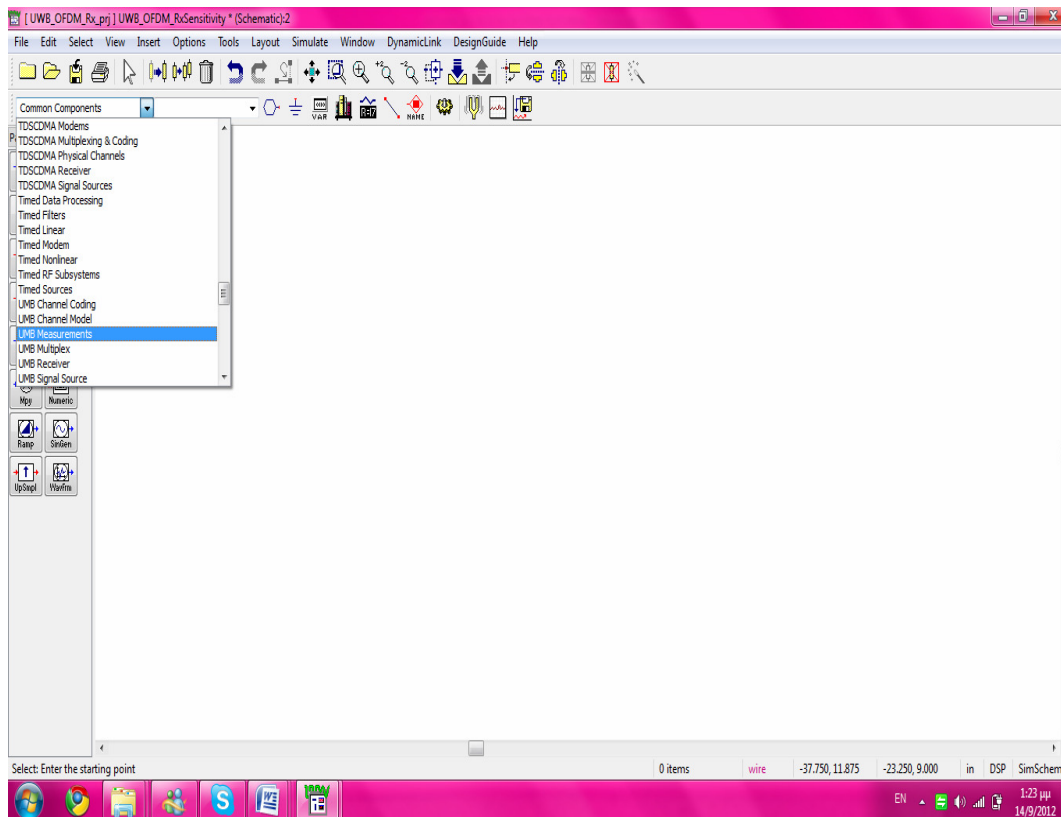 [ UWB_OFDM_Rx_prj ] UWB_OFDM_RxSensitivity * (Schematic):2
File Edit Select View Insert Options Tools Layout Simulate Window DynamicLink DesignGuide Help
VAR
NAME
Common Components
TDSCDMA Modems
TDSCDMA Multiplexing & Coding
TDSCDMA Physical Channels
TDSCDMA Receiver
TDSCDMA Signal Sources
Timed Data Processing
Timed Filters
Timed Linear
Timed Modem
Timed Nonlinear
Timed RF Subsystems
Timed Sources
UMB Channel Coding
UMB Channel Model
UMB Measurements
UMB Multiplex
UMB Receiver
UMB Signal Source
Mpy Numeric
Ramp SinGen
UpSmpl Wavfrm
Select: Enter the starting point 0 items wire -37.750, 11.875 -23.250, 9.000 in DSP SimSchem
EN 1:23 μμ
14/9/2012